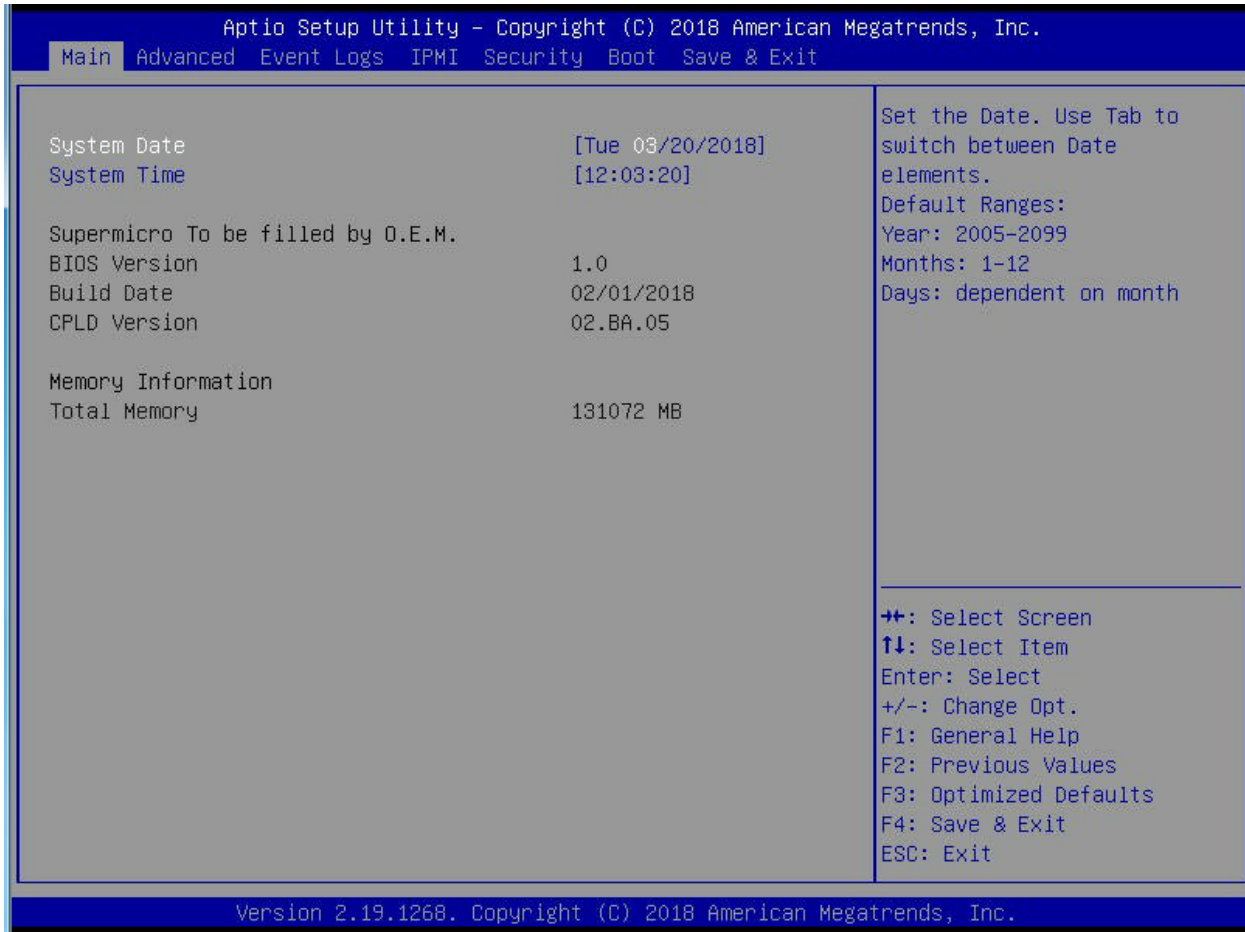 Aptio Setup Utility – Copyright (C) 2018 American Megatrends, Inc.
Main Advanced Event Logs IPMI Security Boot Save & Exit
System Date [Tue 03/20/2018]
System Time [12:03:20]
Supermicro To be filled by O.E.M.
BIOS Version 1.0
Build Date 02/01/2018
CPLD Version 02.BA.05
Memory Information
Total Memory 131072 MB
Set the Date. Use Tab to
switch between Date
elements.
Default Ranges:
Year: 2005-2099
Months: 1-12
Days: dependent on month
→←: Select Screen
↑↓: Select Item
Enter: Select
+/-: Change Opt.
F1: General Help
F2: Previous Values
F3: Optimized Defaults
F4: Save & Exit
ESC: Exit
Version 2.19.1268. Copyright (C) 2018 American Megatrends, Inc.